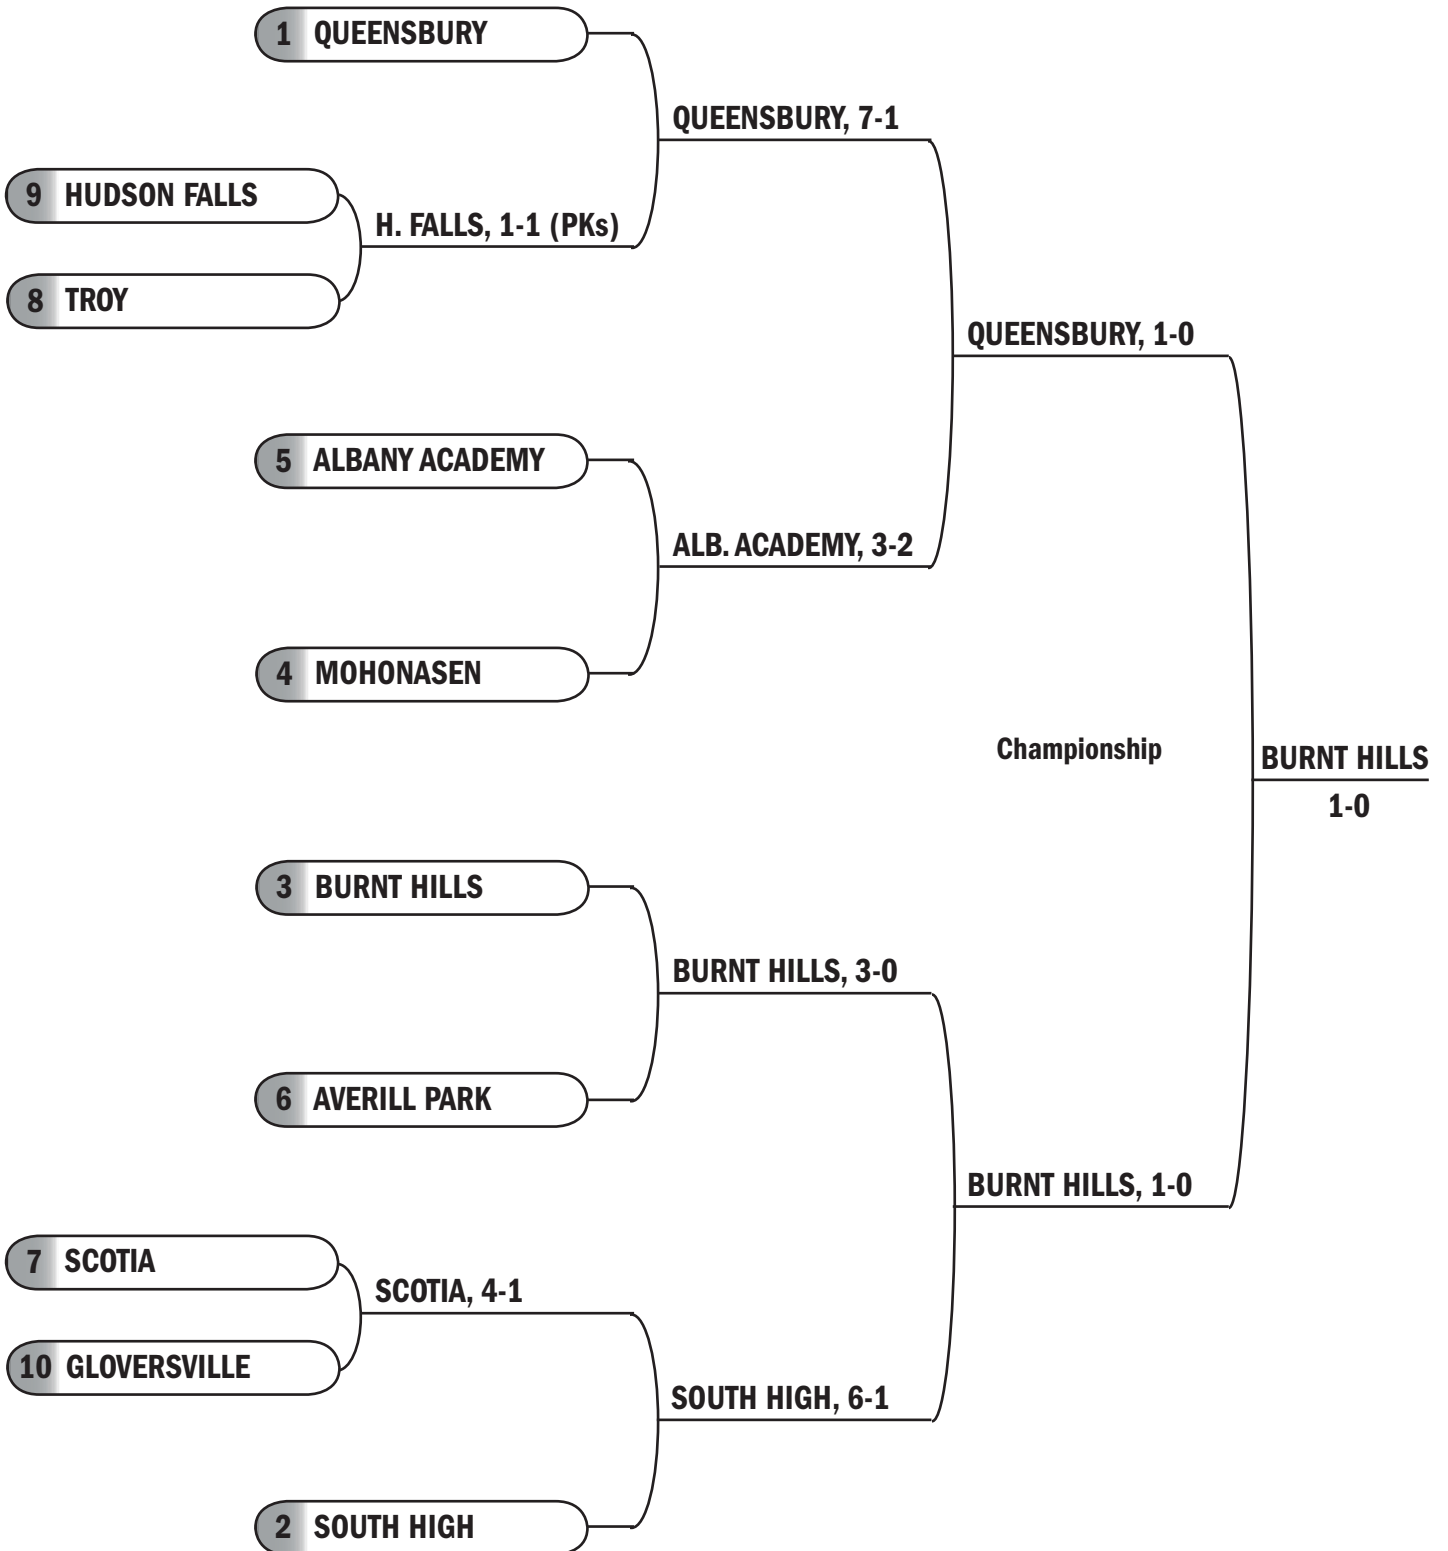 1 QUEENSBURY
QUEENSBURY, 7-1
9 HUDSON FALLS
H. FALLS, 1-1 (PKs)
8 TROY
QUEENSBURY, 1-0
5 ALBANY ACADEMY
ALB. ACADEMY, 3-2
4 MOHONASEN
Championship
BURNT HILLS
1-0
3 BURNT HILLS
BURNT HILLS, 3-0
6 AVERILL PARK
BURNT HILLS, 1-0
7 SCOTIA
SCOTIA, 4-1
10 GLOVERSVILLE
SOUTH HIGH, 6-1
2 SOUTH HIGH